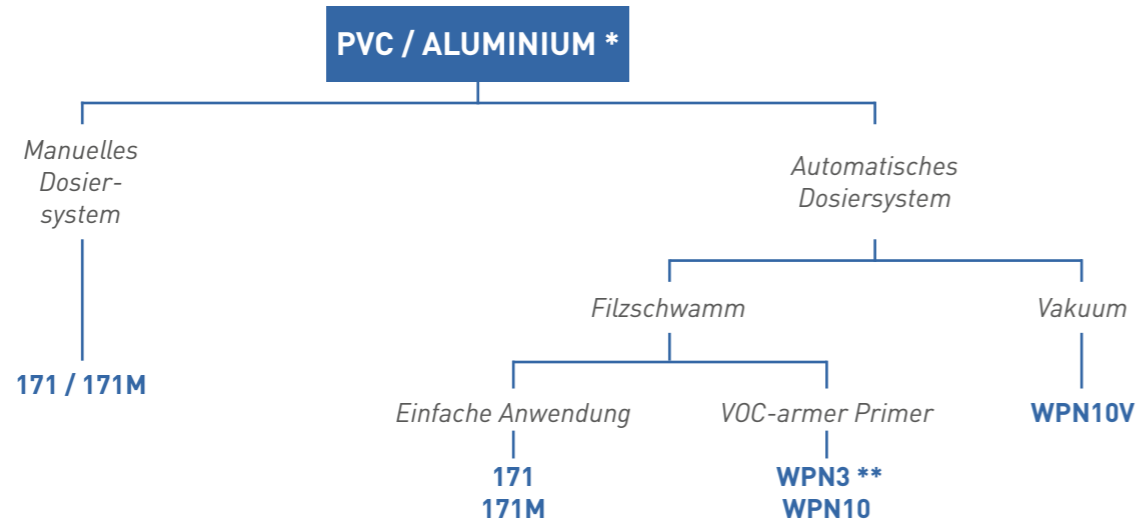 PVC / ALUMINIUM *
Manuelles
Dosier-
system
171 / 171M
Automatisches
Dosiersystem
Filzschwamm
Vakuum
Einfache Anwendung
VOC-armer Primer
WPN10V
171
171M
WPN3 **
WPN10